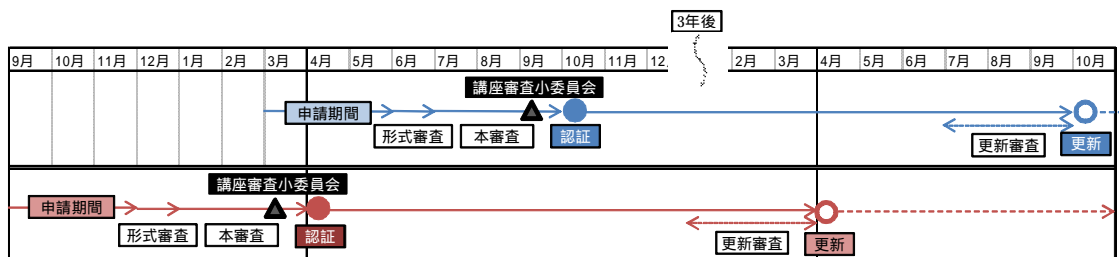 3年後
9月 10月 11月 12月 1月 2月 3月 4月 5月 6月 7月 8月 9月 10月 11月 12 2月 3月 4月 5月 6月 7月 8月 9月 10月
講座審査小委員会
申請期間
形式審査 本審査 認証 更新審査 更新
講座審査小委員会
申請期間
形式審査 本審査 認証 更新審査 更新